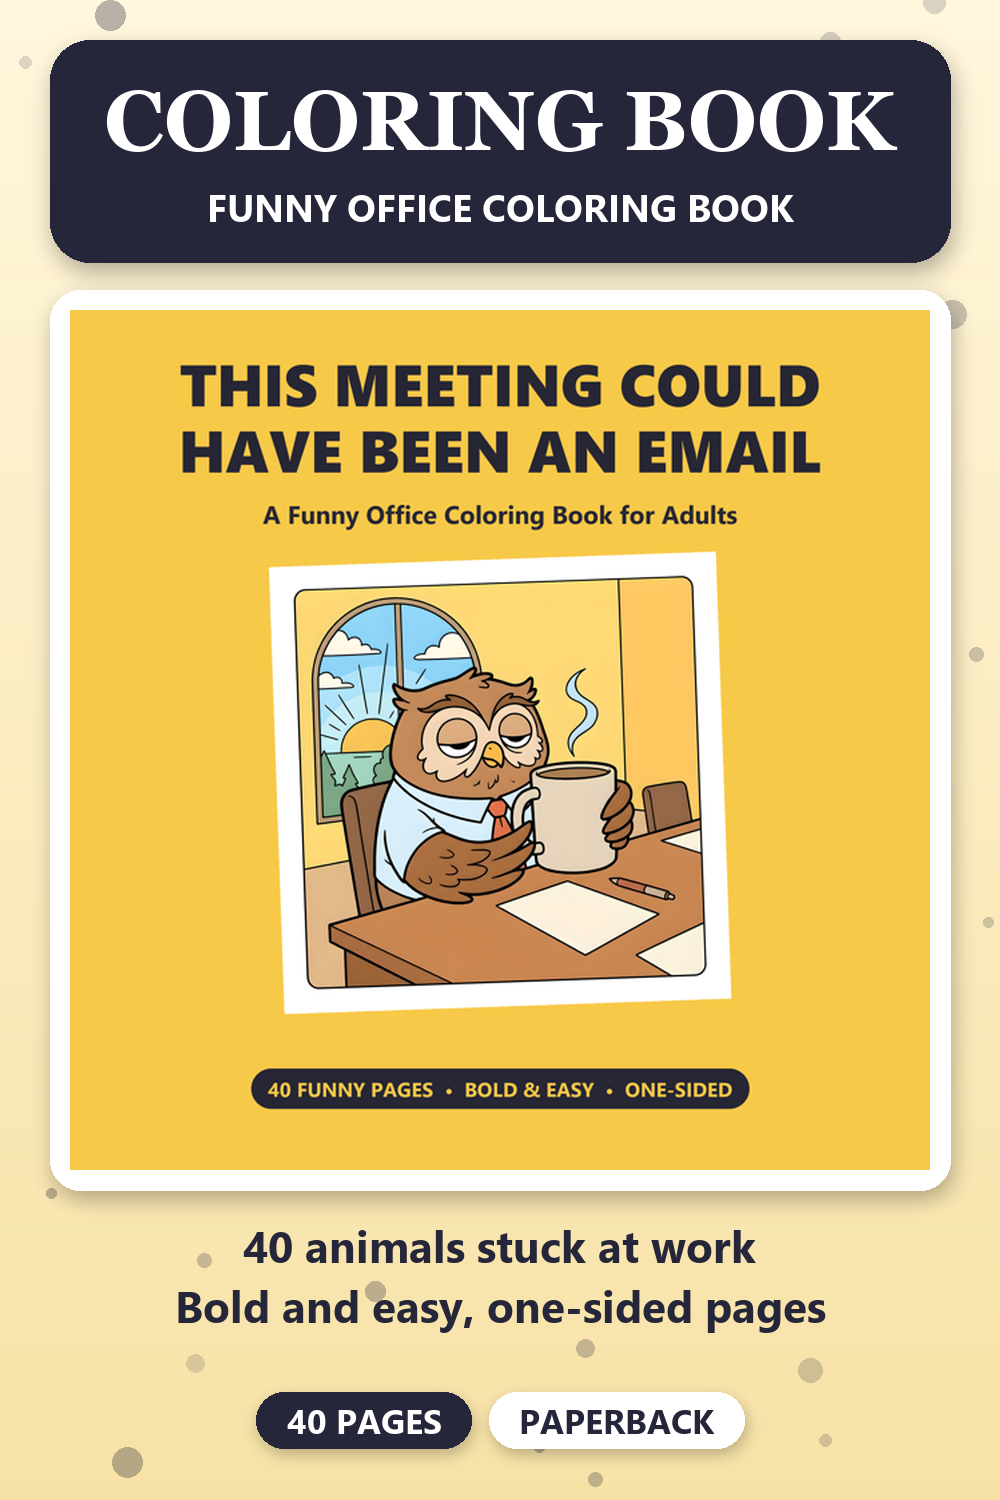 COLORING BOOK
FUNNY OFFICE COLORING BOOK
THIS MEETING COULD
HAVE BEEN AN EMAIL
A Funny Office Coloring Book for Adults
40 FUNNY PAGES • BOLD & EASY • ONE-SIDED
40 animals stuck at work
Bold and easy, one-sided pages
40 PAGES
PAPERBACK